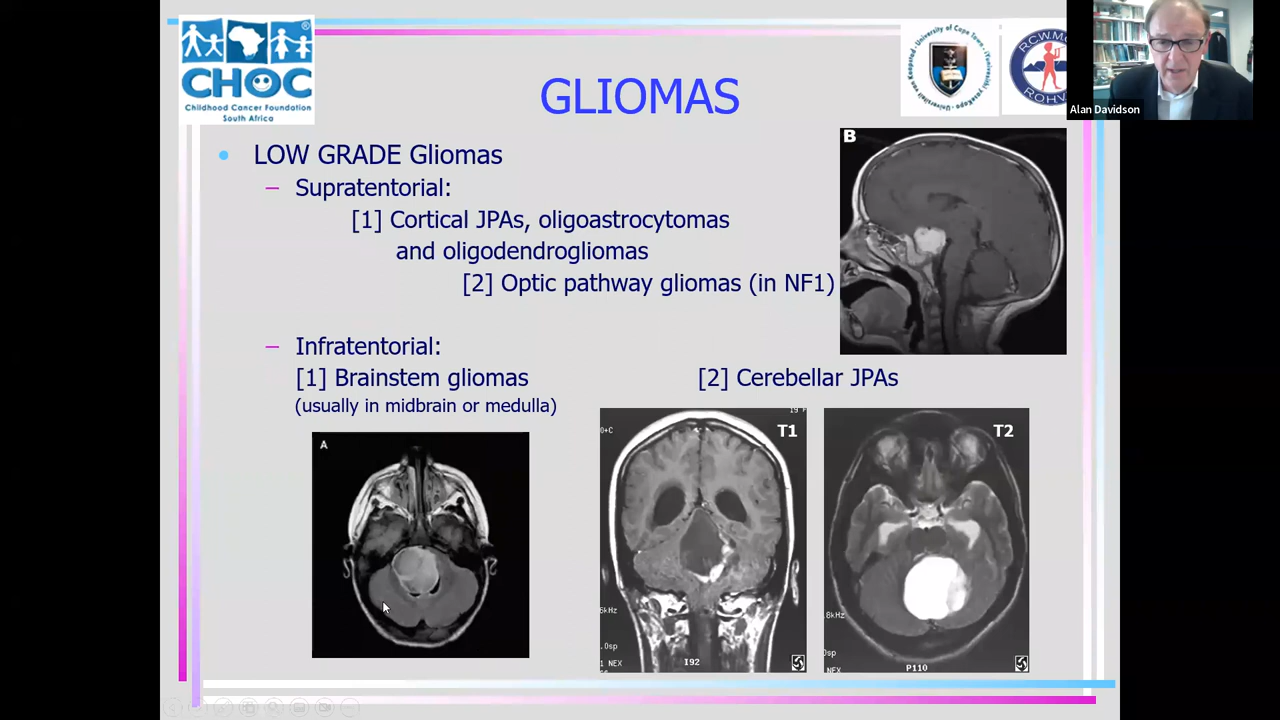 CHOC
Childhood Cancer Foundation
South Africa
GLIOMAS
Alan Davidson
• LOW GRADE Gliomas
– Supratentorial:
[1] Cortical JPAs, oligoastrocytomas
and oligodendrogliomas
[2] Optic pathway gliomas (in NF1)
B
– Infratentorial:
[1] Brainstem gliomas
[2] Cerebellar JPAs
(usually in midbrain or medulla)
A
T1
I92
T2
P110